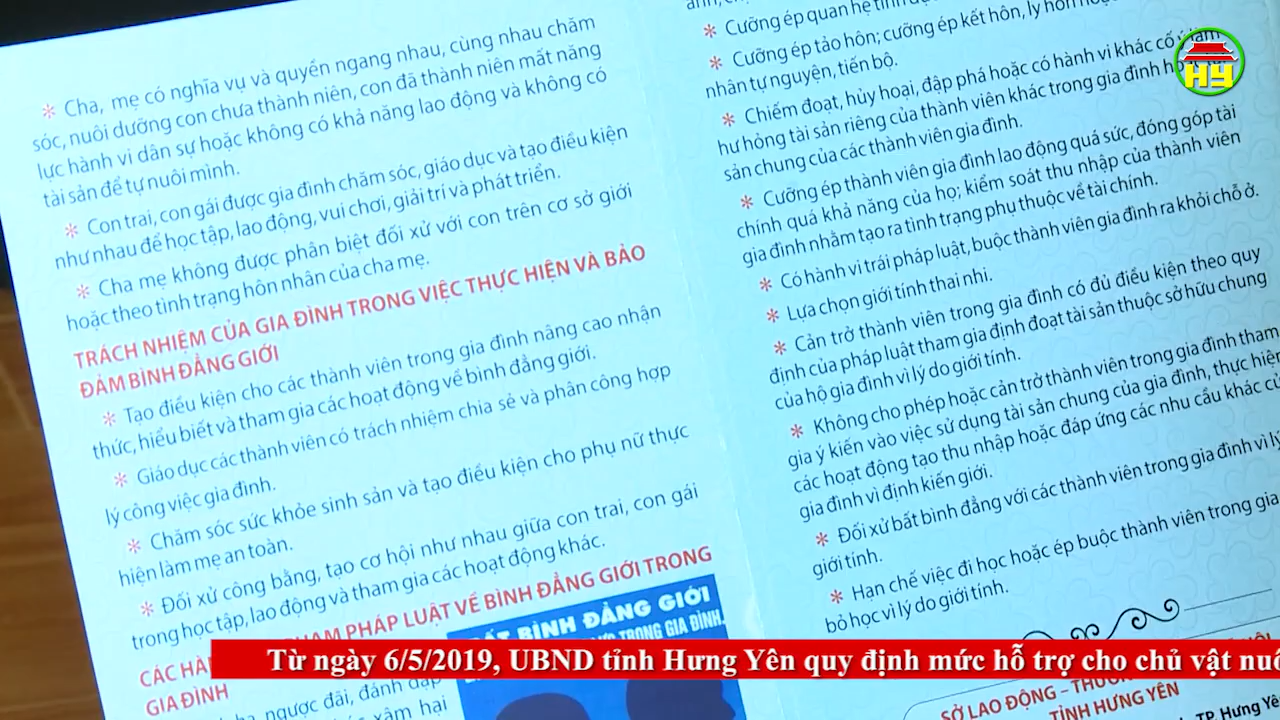 * Cha, mẹ có nghĩa vụ và quyền ngang nhau, cùng nhau chăm
sóc, nuôi dưỡng con chưa thành niên, con đã thành niên mất năng
lực hành vi dân sự hoặc không có khả năng lao động và không có
tài sản để tự nuôi mình.
* Con trai, con gái được gia đình chăm sóc, giáo dục và tạo điều kiện
như nhau để học tập, lao động, vui chơi, giải trí và phát triển.
* Cha mẹ không được phân biệt đối xử với con trên cơ sở giới
hoặc theo tình trạng hôn nhân của cha mẹ.
TRÁCH NHIỆM CỦA GIA ĐÌNH TRONG VIỆC THỰC HIỆN VÀ BẢO
ĐẢM BÌNH ĐẲNG GIỚI
* Tạo điều kiện cho các thành viên trong gia đình nâng cao nhận
thức, hiểu biết và tham gia các hoạt động về bình đẳng giới.
* Giáo dục các thành viên có trách nhiệm chia sẻ và phân công hợp
lý công việc gia đình.
* Chăm sóc sức khỏe sinh sản và tạo điều kiện cho phụ nữ thực
hiện làm mẹ an toàn.
* Đối xử công bằng, tạo cơ hội như nhau giữa con trai, con gái
trong học tập, lao động và tham gia các hoạt động khác.
PHÁP LUẬT VỀ BÌNH ĐẲNG GIỚI TRONG
GIA ĐÌNH
ngược đãi, đánh đập
xâm hại
BẤT BÌNH ĐẲNG GIỚI
TRONG GIA ĐÌNH
* Cưỡng ép quan hệ tình
* Cưỡng ép tảo hôn; cưỡng ép kết hôn, ly hôn hoặc
nhân tự nguyện, tiến bộ.
* Chiếm đoạt, hủy hoại, đập phá hoặc có hành vi khác cố ý làm
hư hỏng tài sản riêng của thành viên khác trong gia đình
sản chung của các thành viên gia đình.
* Cưỡng ép thành viên gia đình lao động quá sức, đóng góp tài
chính quá khả năng của họ; kiểm soát thu nhập của thành viên
gia đình nhằm tạo ra tình trạng phụ thuộc về tài chính.
* Có hành vi trái pháp luật, buộc thành viên gia đình ra khỏi chỗ ở.
* Lựa chọn giới tính thai nhi.
* Cản trở thành viên trong gia đình có đủ điều kiện theo quy
định của pháp luật tham gia định đoạt tài sản thuộc sở hữu chung
của hộ gia đình vì lý do giới tính.
* Không cho phép hoặc cản trở thành viên trong gia đình tham
gia ý kiến vào việc sử dụng tài sản chung của gia đình, thực hiện
các hoạt động tạo thu nhập hoặc đáp ứng các nhu cầu khác của
gia đình vì định kiến giới.
* Đối xử bất bình đẳng với các thành viên trong gia đình vì lý
giới tính.
* Hạn chế việc đi học hoặc ép buộc thành viên trong gia
bỏ học vì lý do giới tính.
SỞ LAO ĐỘNG – THƯƠNG
TỈNH HƯNG YÊN
TP. Hưng Yên
HY
Từ ngày 6/5/2019, UBND tỉnh Hưng Yên quy định mức hỗ trợ cho chủ vật nuôi